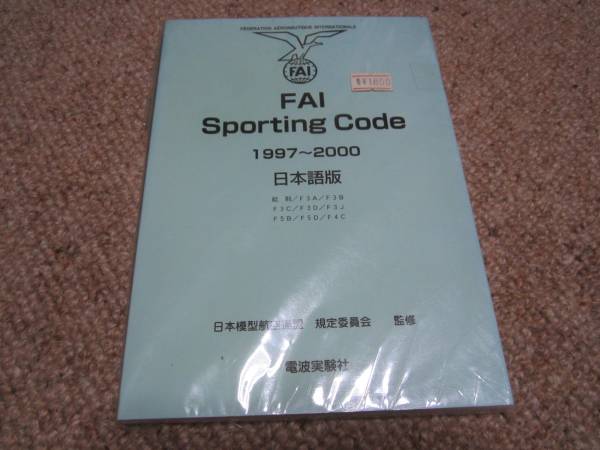 FEDERATION AERONAUTIQUE INTERNATIONALE
FAI
¥1800
FAI
Sporting Code
1997～2000
日本語版
総則／F3A／F3B
F3C／F3D／F3J
F5B／F5D／F4C
日本模型航空連盟 規定委員会 監修
電波実験社